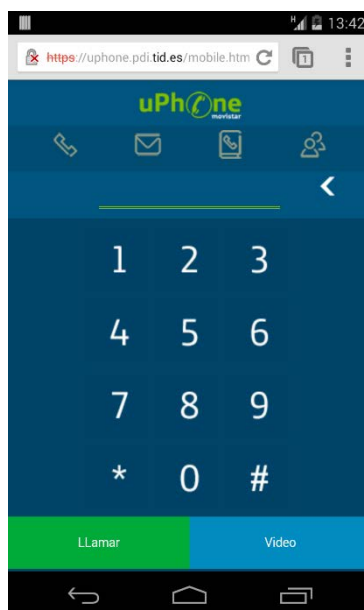 H 13:42
https://uphone.pdi.tid.es/mobile.htm 1
uPhone
movistar
1 2 3
4 5 6
7 8 9
* 0 #
LLamar Video